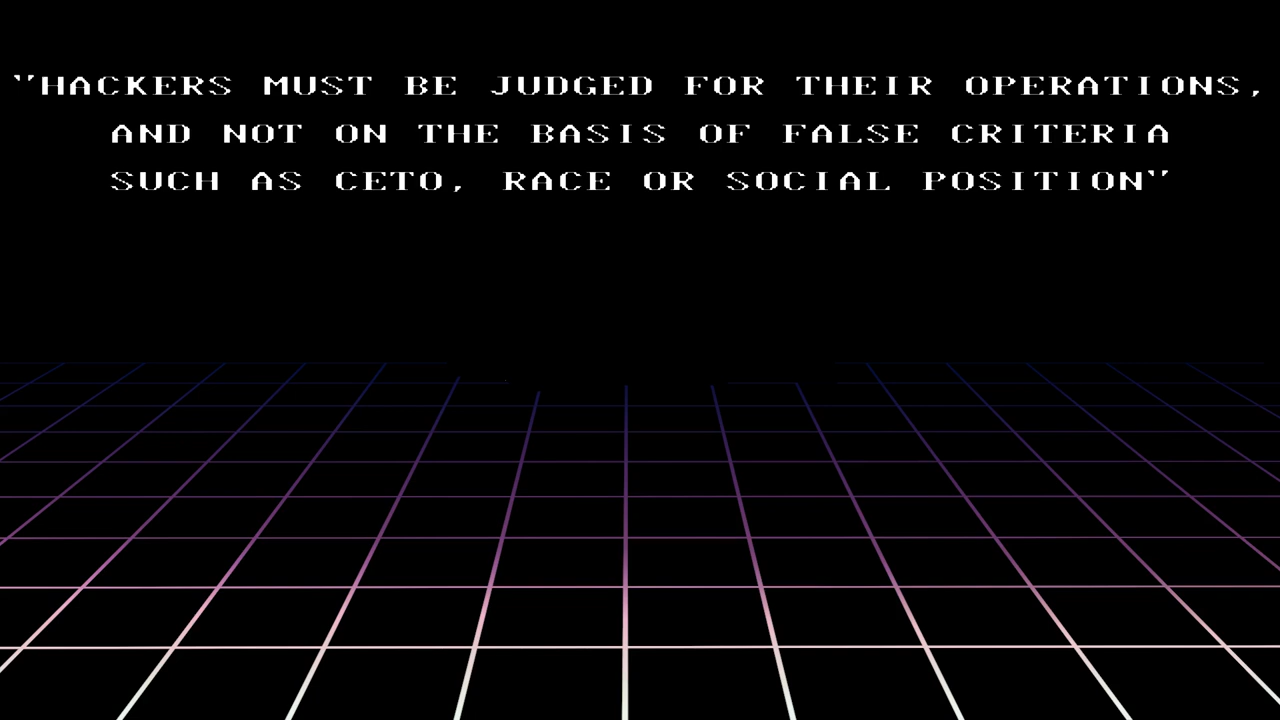 "HACKERS MUST BE JUDGED FOR THEIR OPERATIONS,
AND NOT ON THE BASIS OF FALSE CRITERIA
SUCH AS CETO, RACE OR SOCIAL POSITION"